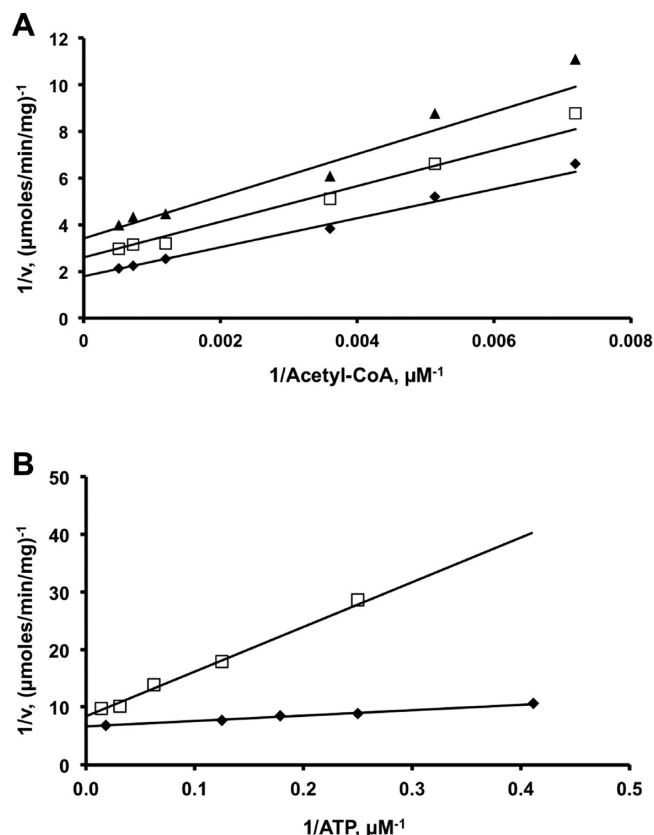 A
12
10
8
6
4
2
0
1/v, (µmoles/min/mg)⁻¹
0 0.002 0.004 0.006 0.008
1/Acetyl-CoA, µM⁻¹
B
50
40
30
20
10
0
1/v, (µmoles/min/mg)⁻¹
0.0 0.1 0.2 0.3 0.4 0.5
1/ATP, µM⁻¹